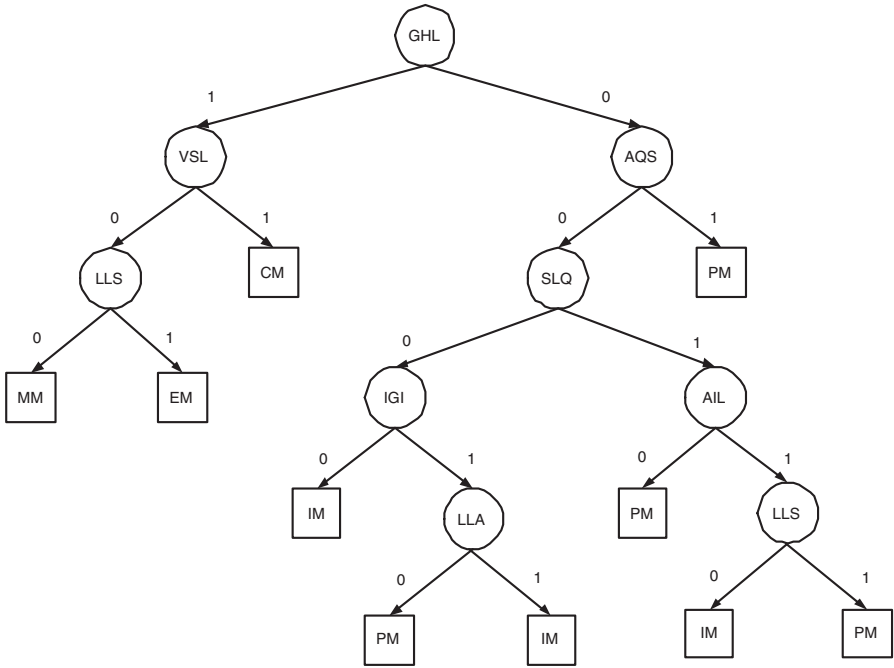 GHL
1 0
VSL AQS
0 1 0 1
LLS CM SLQ PM
0 1 0 1
MM EM IGI AIL
0 1 0 1
IM LLA PM LLS
0 1 0 1
PM IM IM PM